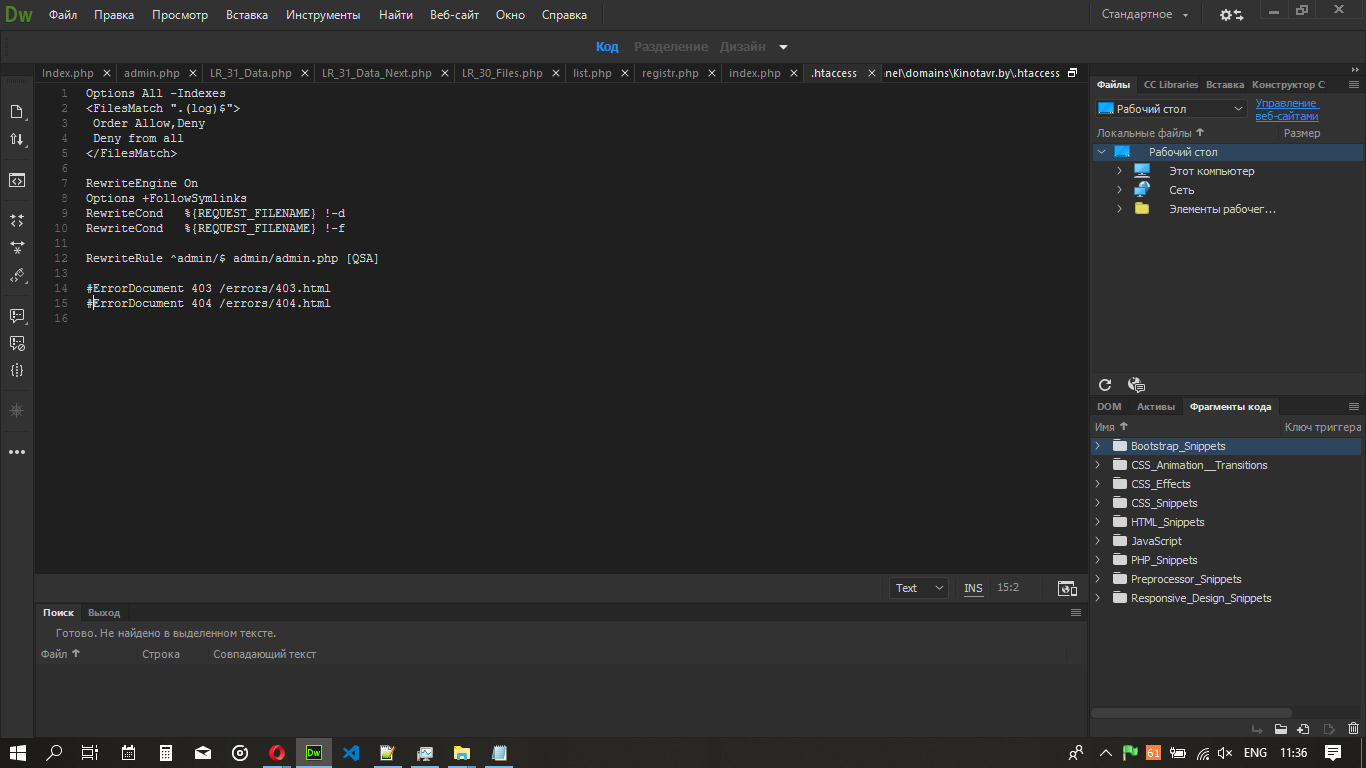 Dw Файл Правка Просмотр Вставка Инструменты Найти Веб-сайт Окно Справка Стандартное
Код Разделение Дизайн
Index.php admin.php LR_31_Data.php LR_31_Data_Next.php LR_30_Files.php list.php registr.php index.php .htaccess nel\domains\Kinotavr.by\.htaccess
1 Options All -Indexes
2 <FilesMatch ".(log)$">
3 Order Allow,Deny
4 Deny from all
5 </FilesMatch>
6
7 RewriteEngine On
8 Options +FollowSymlinks
9 RewriteCond %{REQUEST_FILENAME} !-d
10 RewriteCond %{REQUEST_FILENAME} !-f
11
12 RewriteRule ^admin/$ admin/admin.php [QSA]
13
14 #ErrorDocument 403 /errors/403.html
15 #ErrorDocument 404 /errors/404.html
16
Text INS 15:2
Поиск Выход
Готово. Не найдено в выделенном тексте.
Файл Строка Совпадающий текст
Файлы CC Libraries Вставка Конструктор C
Рабочий стол Управление
веб-сайтами
Локальные файлы Размер
Рабочий стол
Этот компьютер
Сеть
Элементы рабочег...
DOM Активы Фрагменты кода
Имя Ключ триггера
Bootstrap_Snippets
CSS_Animation__Transitions
CSS_Effects
CSS_Snippets
HTML_Snippets
JavaScript
PHP_Snippets
Preprocessor_Snippets
Responsive_Design_Snippets
Dw 61 ENG 11:36